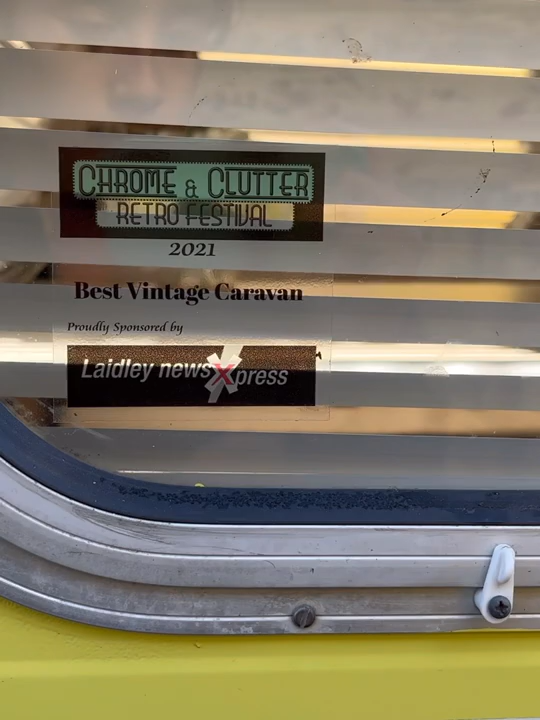 CHROME & CLUTTER
RETRO FESTIVAL
2021
Best Vintage Caravan
Proudly Sponsored by
Laidley newsXpress